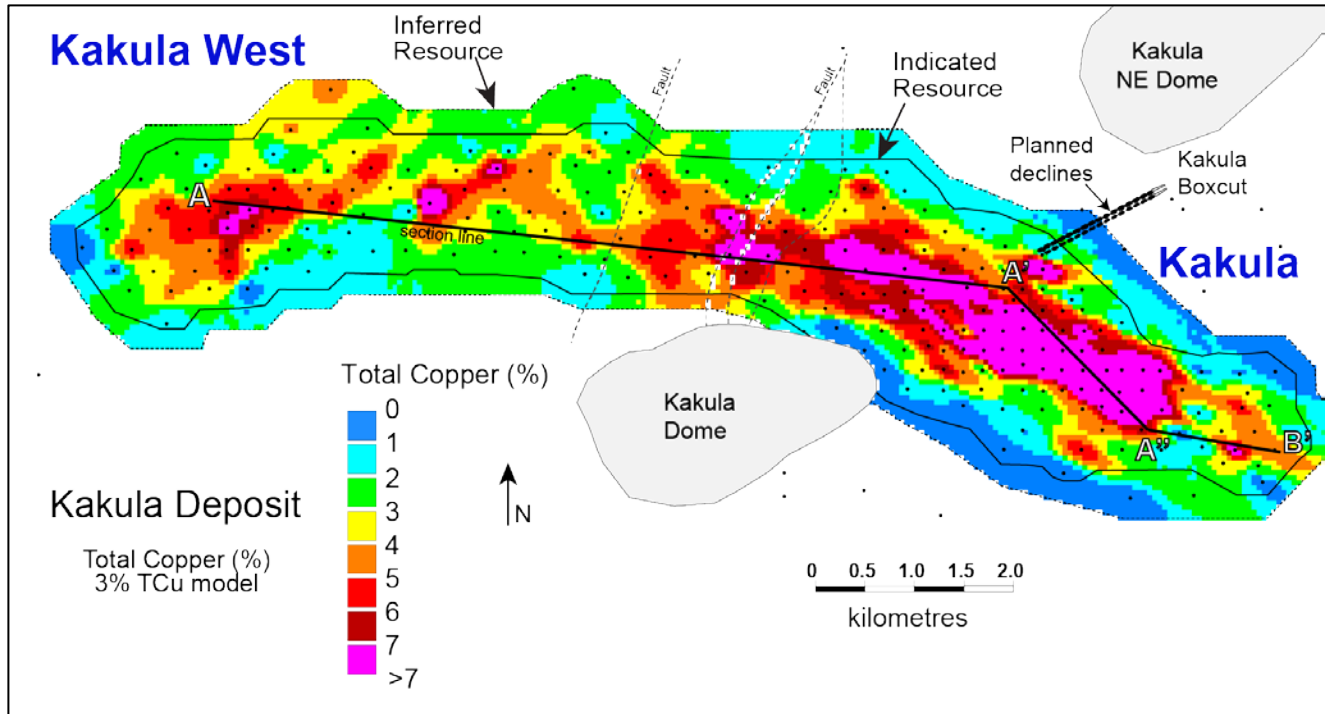 Kakula West
Inferred
Resource
Fault
Fault
Indicated
Resource
Kakula
NE Dome
Planned
declines
Kakula
Boxcut
Kakula
A
section line
A'
A"
B'
Kakula
Dome
Total Copper (%)
0
1
2
3
4
5
6
7
>7
Kakula Deposit
Total Copper (%)
3% TCu model
N
0 0.5 1.0 1.5 2.0
kilometres